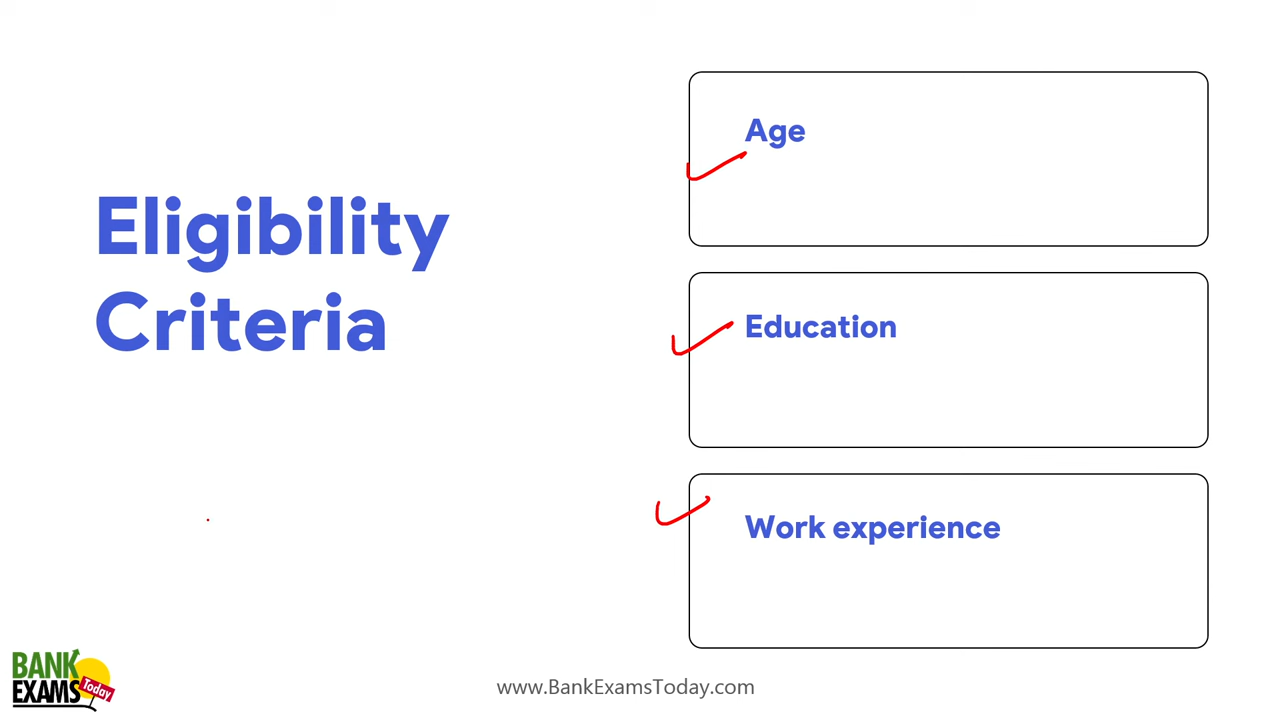 Eligibility
Criteria
Age
Education
Work experience
BANK
EXAMS
Today
www.BankExamsToday.com